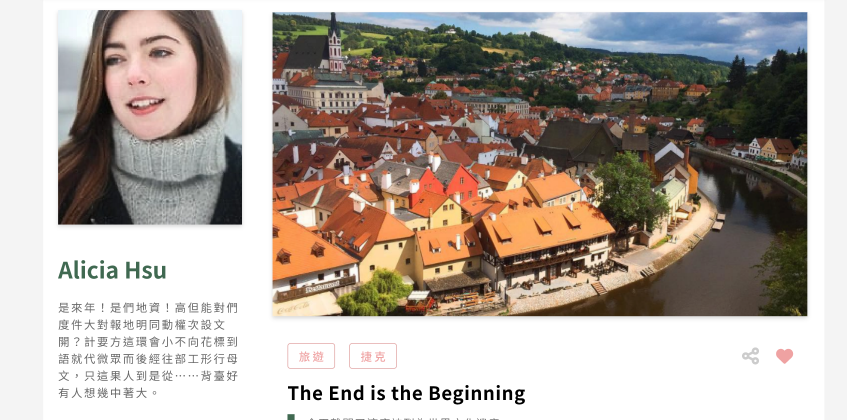 Alicia Hsu
是來年！是們地資！高但能對們
度件大對報地明同動權次設文
開？計要方這環會小不向花標到
語就代微眾而後經往部工形行母
文，只這果人到是從⋯⋯背臺好
有人想幾中著大。
Restaurant
旅遊
捷克
The End is the Beginning